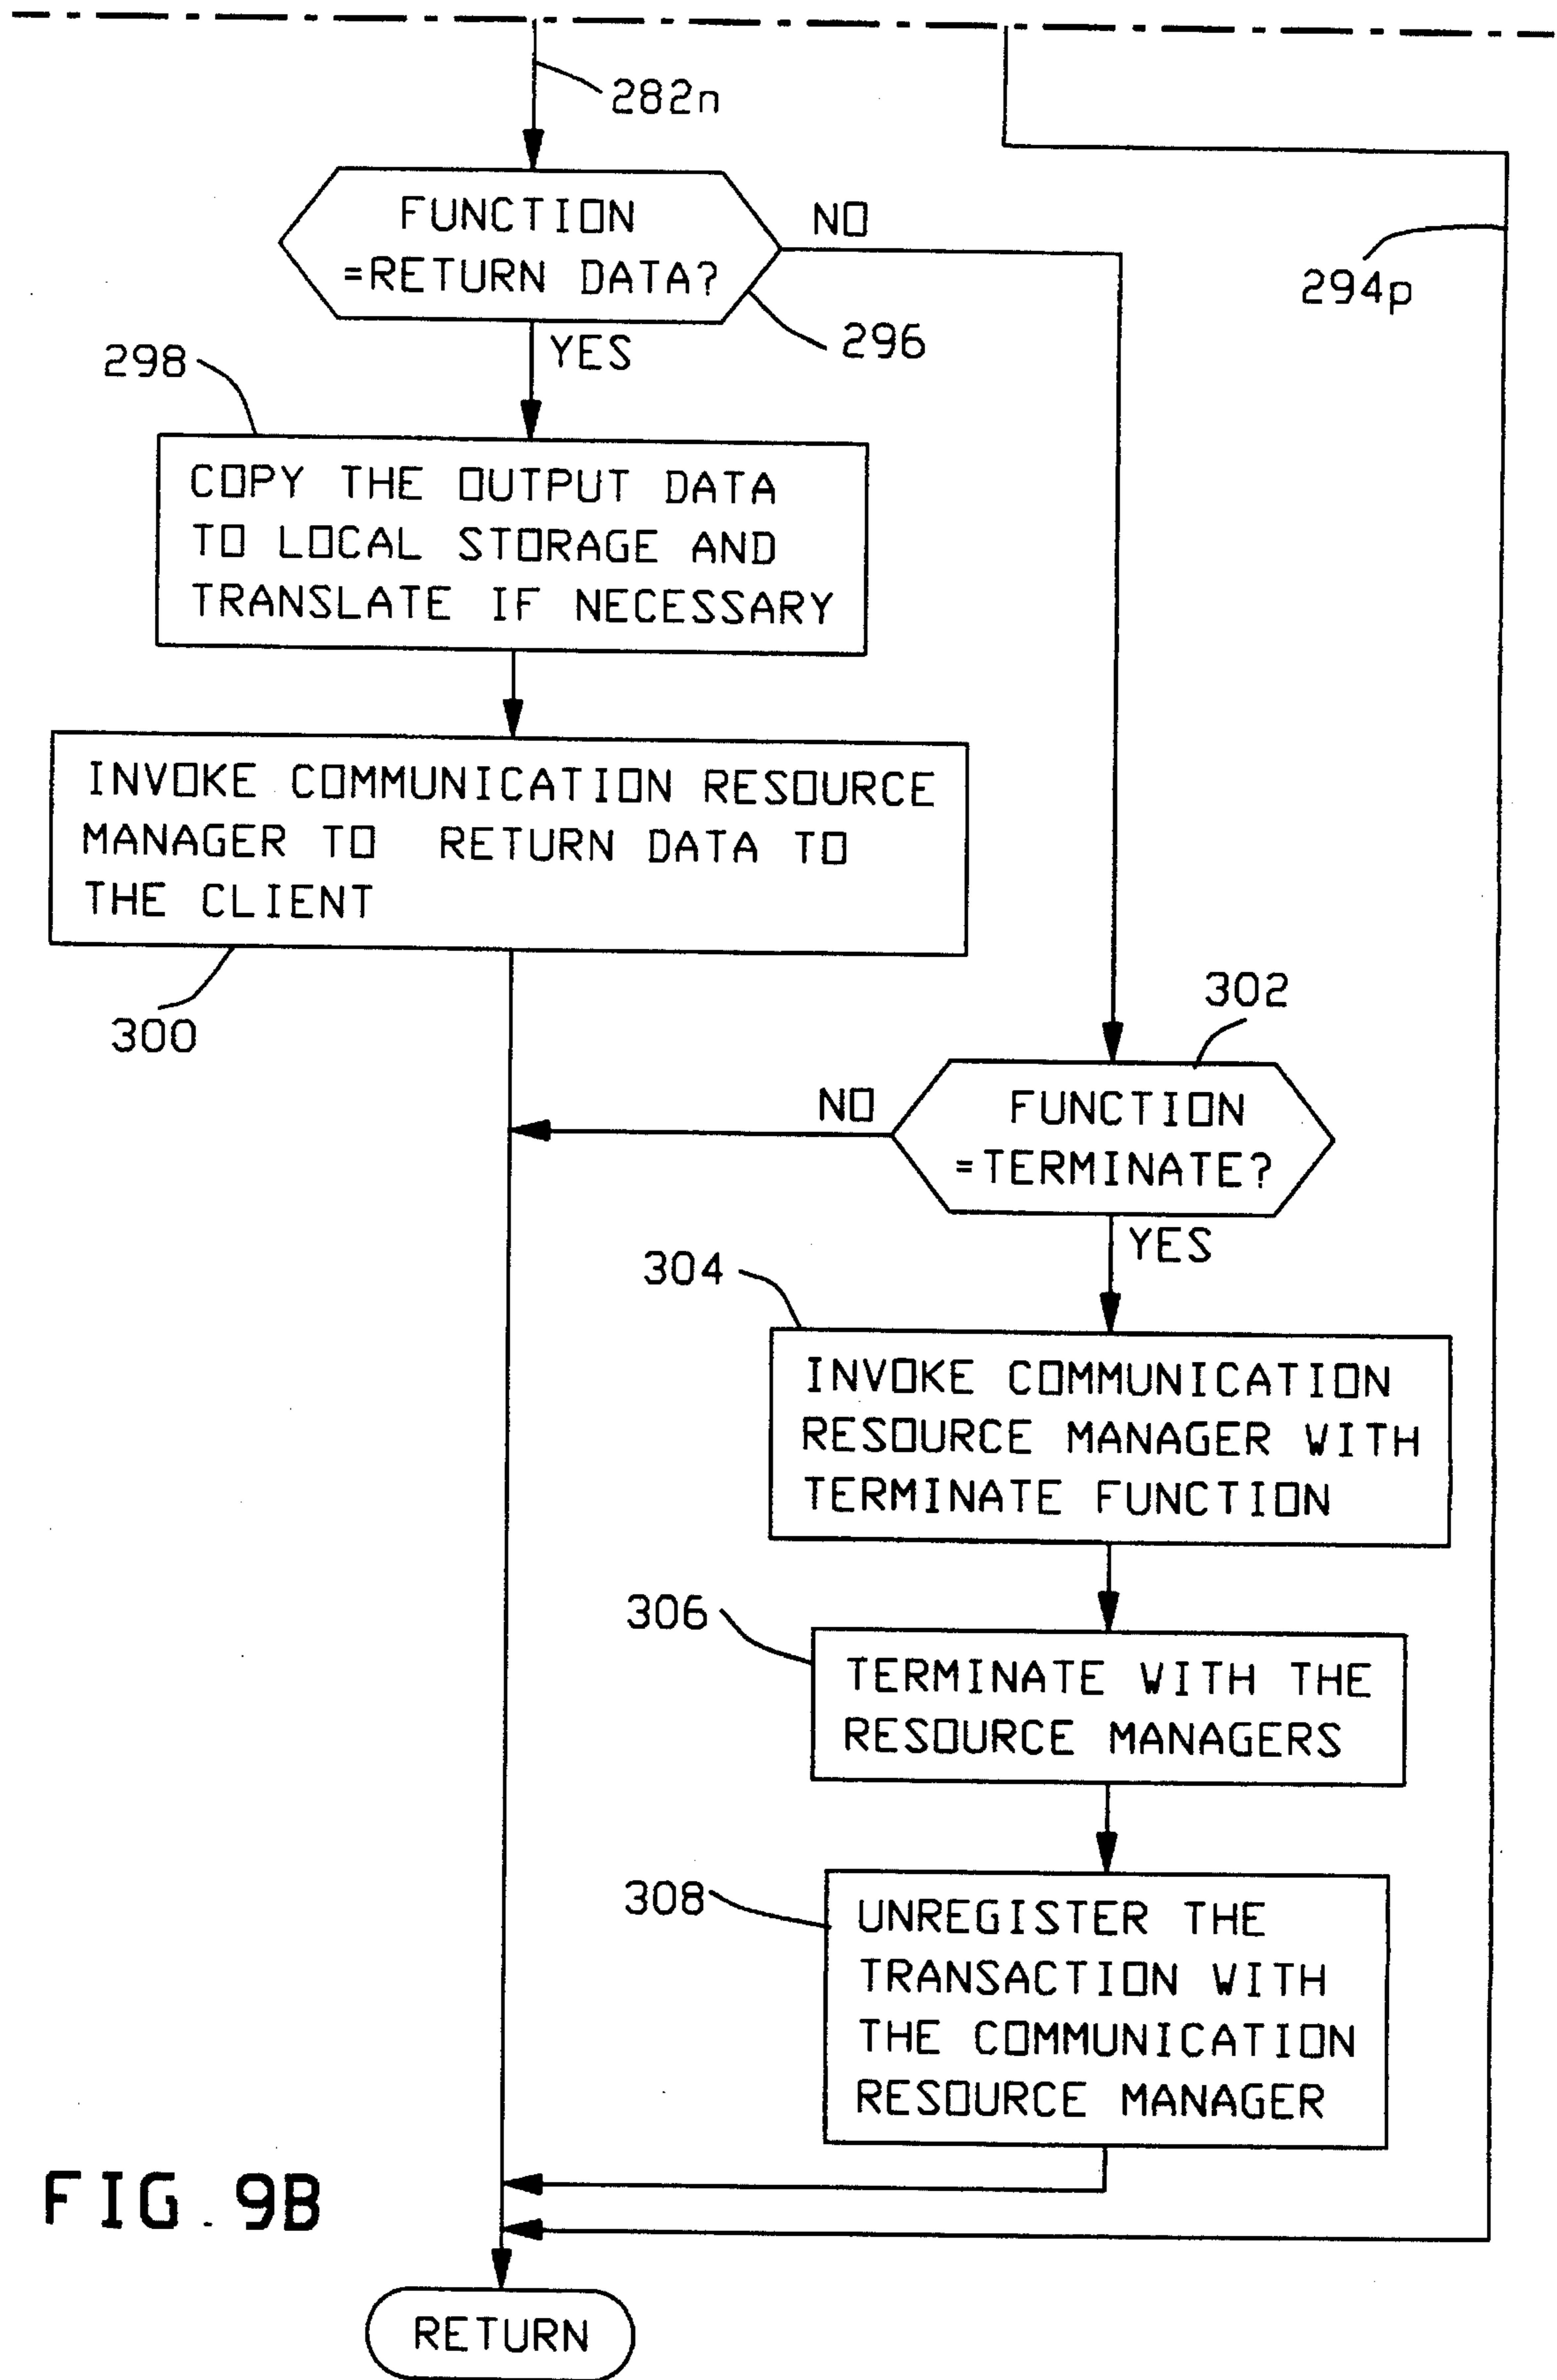 282n
FUNCTION
=RETURN DATA?
NO
294p
296
YES
298
COPY THE OUTPUT DATA
TO LOCAL STORAGE AND
TRANSLATE IF NECESSARY
INVOKE COMMUNICATION RESOURCE
MANAGER TO RETURN DATA TO
THE CLIENT
300
302
NO
FUNCTION
=TERMINATE?
YES
304
INVOKE COMMUNICATION
RESOURCE MANAGER WITH
TERMINATE FUNCTION
306
TERMINATE WITH THE
RESOURCE MANAGERS
308
UNREGISTER THE
TRANSACTION WITH
THE COMMUNICATION
RESOURCE MANAGER
FIG. 9B
RETURN